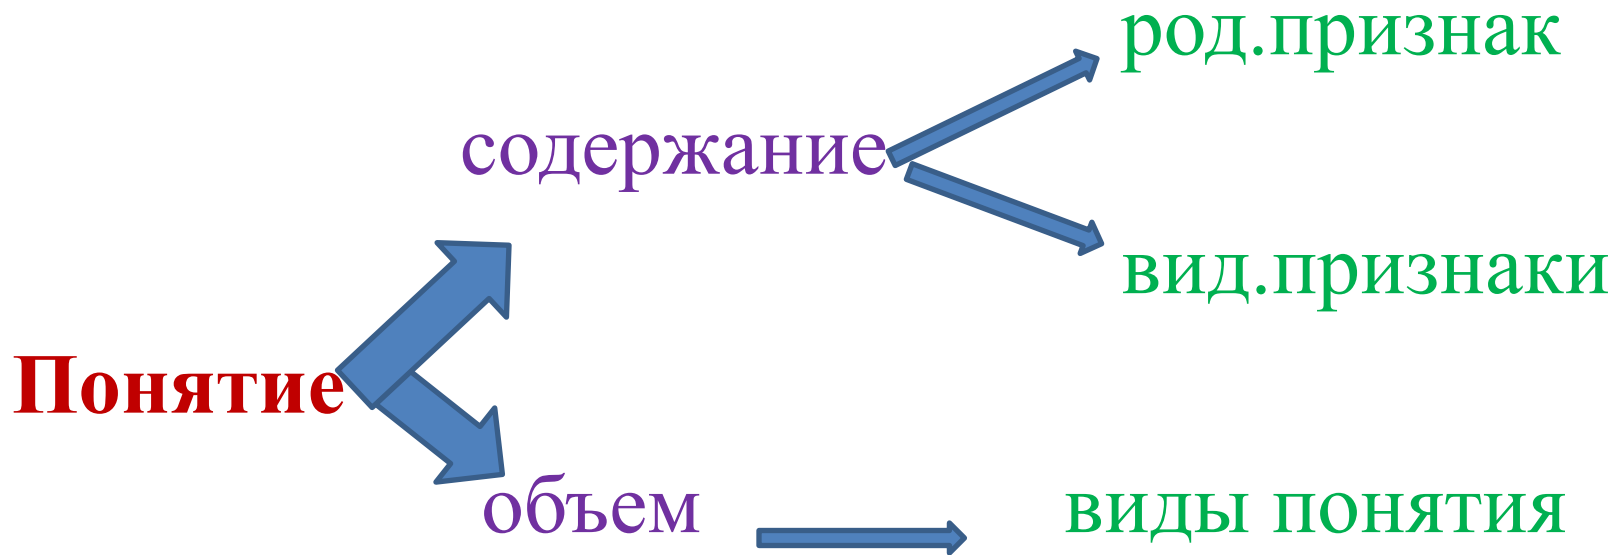 род.признак
содержание
вид.признаки
Понятие
объем
виды понятия